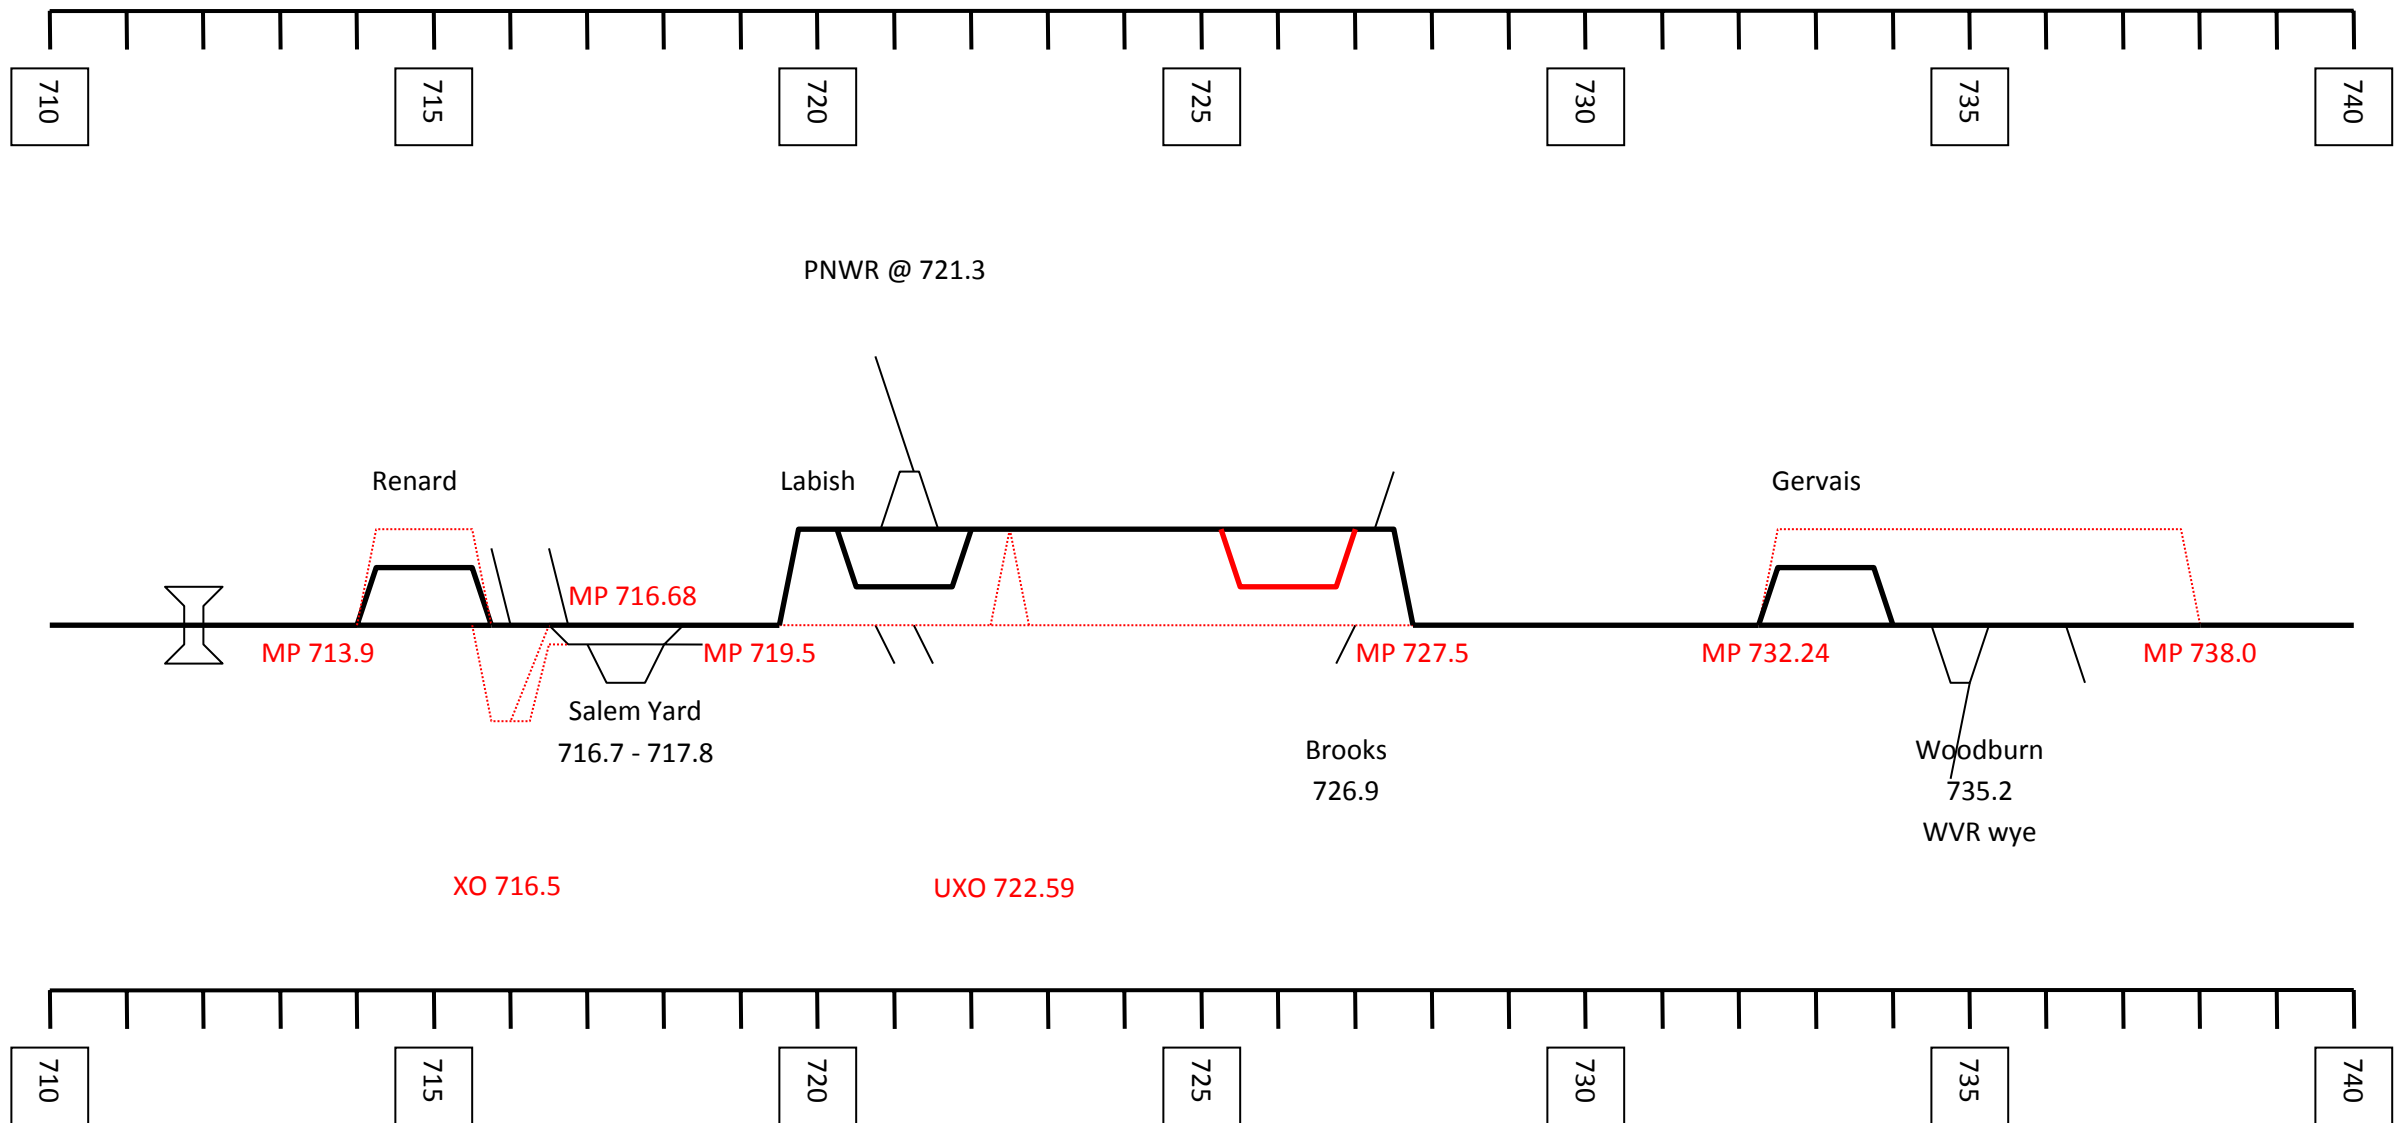 710
715
720
725
730
735
740
PNWR @ 721.3
Renard
Labish
Gervais
MP 716.68
MP 713.9
MP 719.5
MP 727.5
MP 732.24
MP 738.0
Salem Yard
716.7 - 717.8
Brooks
726.9
Woodburn
735.2
WVR wye
XO 716.5
UXO 722.59
710
715
720
725
730
735
740